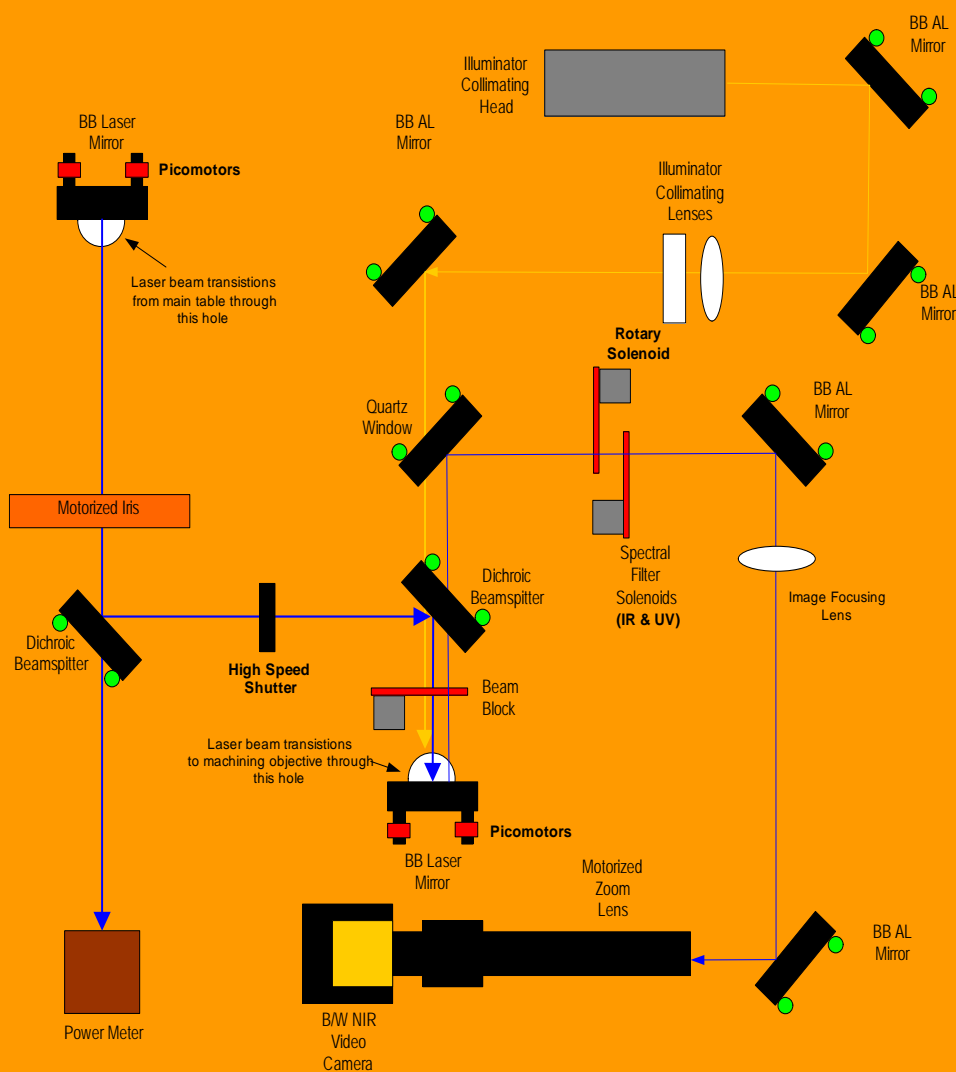 BB AL
Mirror
Illuminator
Collimating
Head
BB Laser
Mirror
Picomotors
BB AL
Mirror
Illuminator
Collimating
Lenses
Laser beam transistions
from main table through
this hole
BB AL
Mirror
Rotary
Solenoid
Quartz
Window
BB AL
Mirror
Motorized Iris
Spectral
Filter
Solenoids
(IR & UV)
Dichroic
Beamspitter
Image Focusing
Lens
Dichroic
Beamspitter
High Speed
Shutter
Beam
Block
Laser beam transistions
to machining objective through
this hole
Picomotors
BB Laser
Mirror
Motorized
Zoom
Lens
BB AL
Mirror
Power Meter
B/W NIR
Video
Camera